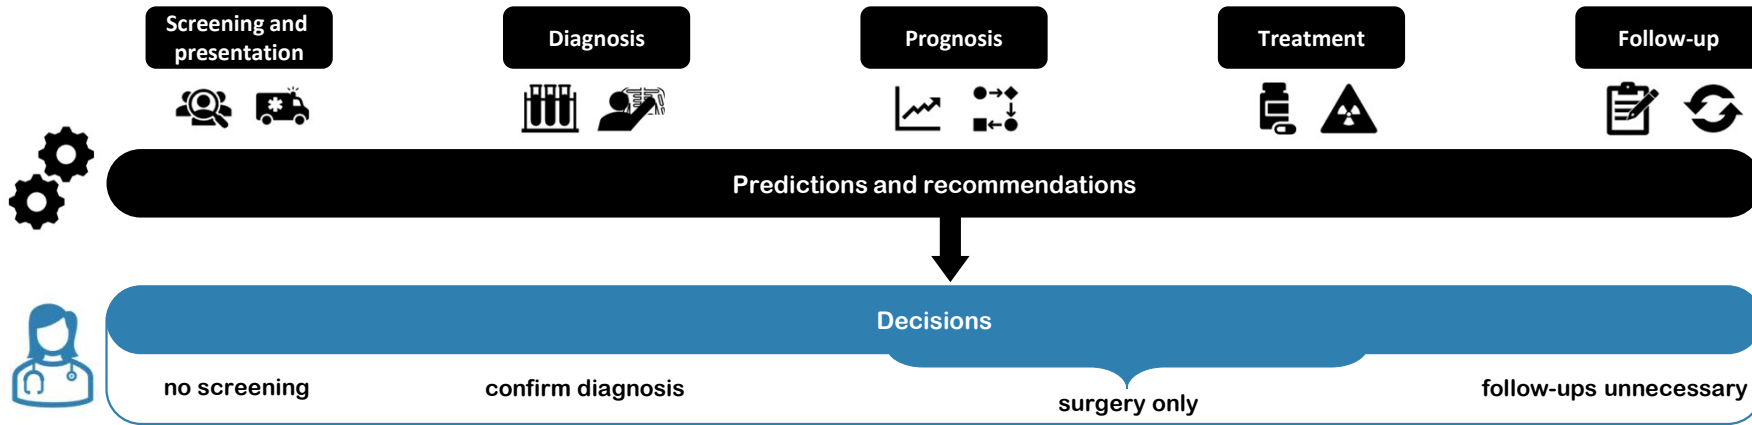 Screening and
presentation
Diagnosis
Prognosis
Treatment
Follow-up
Predictions and recommendations
Decisions
no screening
confirm diagnosis
surgery only
follow-ups unnecessary